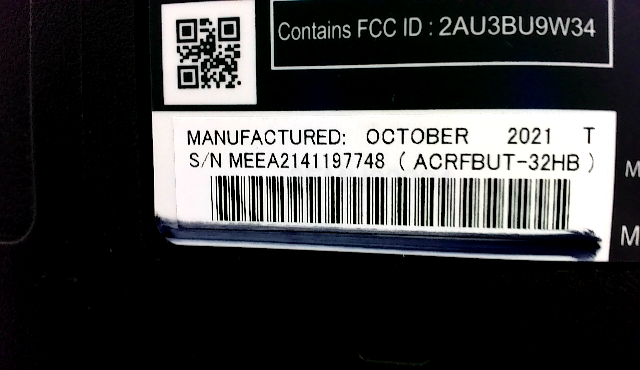 Contains FCC ID : 2AU3BU9W34
MANUFACTURED: OCTOBER 2021 T
S/N MEEA2141197748 ( ACRFBUT-32HB )
M
M